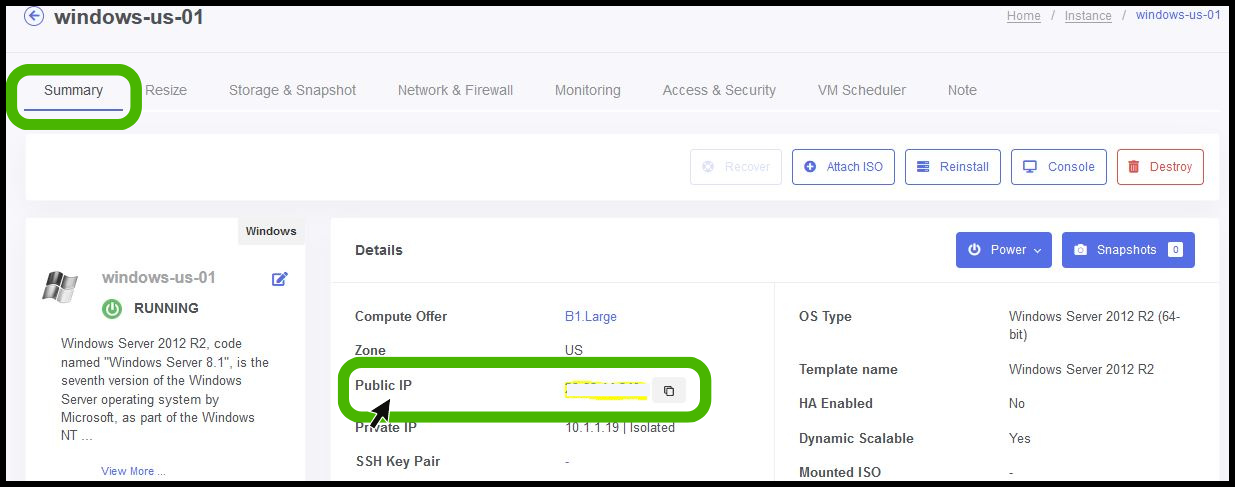 windows-us-01
Home / Instance / windows-us-01
Summary Resize Storage & Snapshot Network & Firewall Monitoring Access & Security VM Scheduler Note
Recover Attach ISO Reinstall Console Destroy
Windows
windows-us-01
RUNNING
Windows Server 2012 R2, code
named "Windows Server 8.1", is the
seventh version of the Windows
Server operating system by
Microsoft, as part of the Windows
NT ...
View More ...
Details
Power Snapshots 0
Compute Offer B1.Large
Zone US
Public IP
Private IP 10.1.1.19 | Isolated
SSH Key Pair -
OS Type Windows Server 2012 R2 (64-
bit)
Template name Windows Server 2012 R2
HA Enabled No
Dynamic Scalable Yes
Mounted ISO -